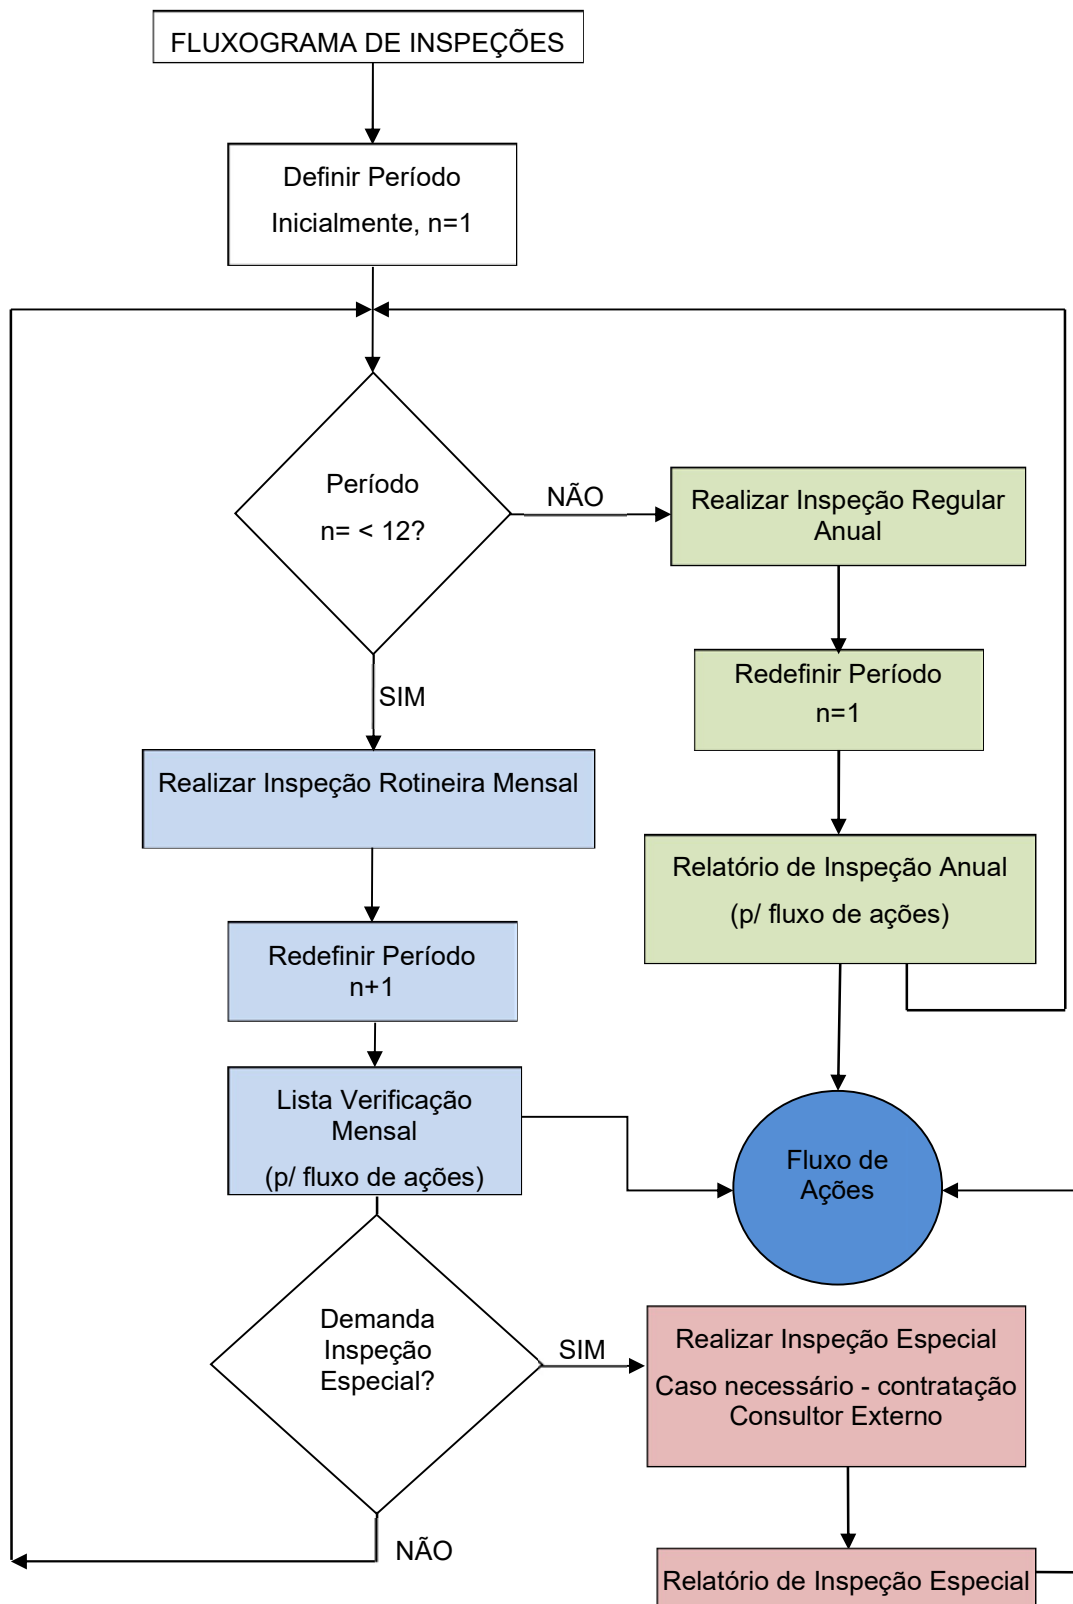 FLUXOGRAMA DE INSPEÇÕES
Definir Período
Inicialmente, n=1
Período
n= < 12?
NÃO
Realizar Inspeção Regular
Anual
Redefinir Período
n=1
SIM
Realizar Inspeção Rotineira Mensal
Relatório de Inspeção Anual
(p/ fluxo de ações)
Redefinir Período
n+1
Lista Verificação
Mensal
(p/ fluxo de ações)
Fluxo de
Ações
Demanda
Inspeção
Especial?
SIM
Realizar Inspeção Especial
Caso necessário - contratação
Consultor Externo
NÃO
Relatório de Inspeção Especial